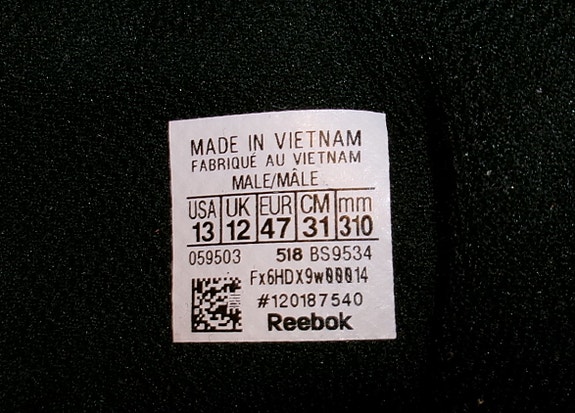 MADE IN VIETNAM
FABRIQUÉ AU VIETNAM
MALE/MÂLE
USA UK EUR CM mm
13 12 47 31 310
059503 518 BS9534
Fx6HDX9w00014
#120187540
Reebok